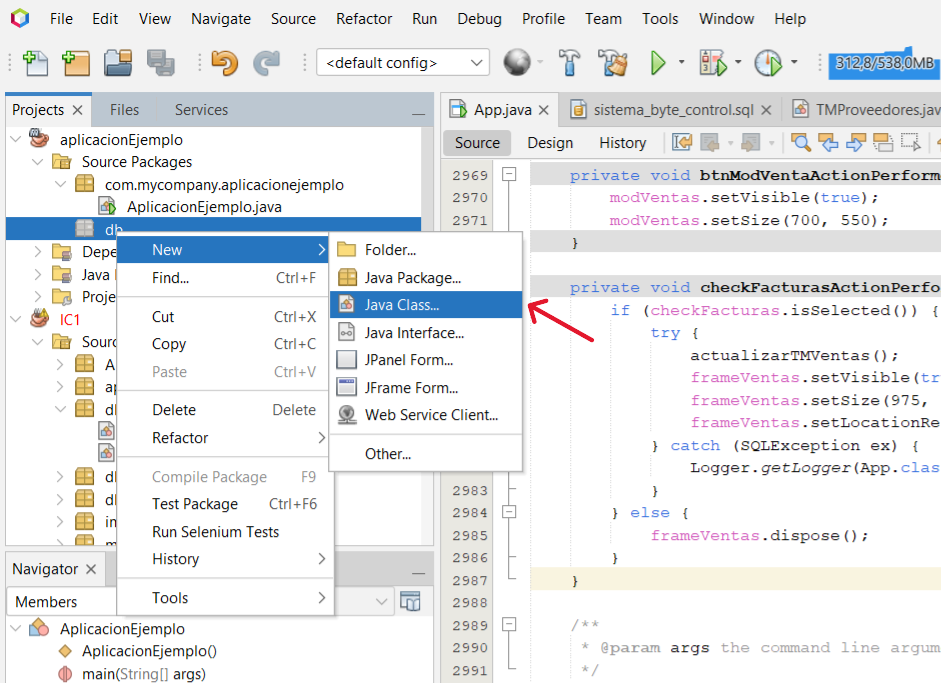 File Edit View Navigate Source Refactor Run Debug Profile Team Tools Window Help
<default config>
312,8/538,0MB
Projects Files Services
aplicacionEjemplo
Source Packages
com.mycompany.aplicacionejemplo
AplicacionEjemplo.java
db
Depe
Java
Proje
IC1
Sourc
A
ap
db
db
db
im
New
Find... Ctrl+F
Cut Ctrl+X
Copy Ctrl+C
Paste Ctrl+V
Delete Delete
Refactor
Compile Package F9
Test Package Ctrl+F6
Run Selenium Tests
History
Tools
Folder...
Java Package...
Java Class...
Java Interface...
JPanel Form...
JFrame Form...
Web Service Client...
Other...
Navigator
Members
AplicacionEjemplo
AplicacionEjemplo()
main(String[] args)
App.java sistema_byte_control.sql TMProveedores.jav
Source Design History
2969 private void btnModVentaActionPerform
2970 modVentas.setVisible(true);
2971 modVentas.setSize(700, 550);
}
private void checkFacturasActionPerfo
if (checkFacturas.isSelected()) {
try {
actualizarTMVentas();
frameVentas.setVisible(tr
frameVentas.setSize(975,
frameVentas.setLocationRe
} catch (SQLException ex) {
Logger.getLogger(App.clas
2983 }
2984 } else {
2985 frameVentas.dispose();
2986 }
2987 }
2988
2989 /**
2990 * @param args the command line argum
2991 */